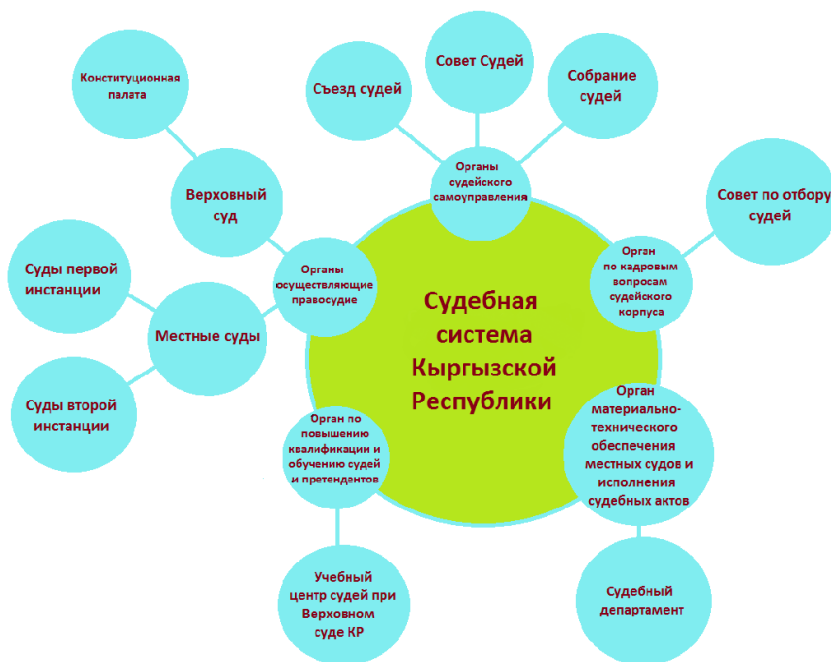 Конституционная
палата
Съезд судей
Совет Судей
Собрание
судей
Верховный
суд
Органы
судейского
самоуправления
Совет по отбору
судей
Суды первой
инстанции
Органы
осуществляющие
правосудие
Орган
по кадровым
вопросам
судейского
корпуса
Местные суды
Судебная
система
Кыргызской
Республики
Суды второй
инстанции
Орган по
повышению
квалификации и
обучению судей
и претендентов
Орган
материально-
технического
обеспечения
местных судов и
исполнения
судебных актов
Учебный
центр судей при
Верховном
суде КР
Судебный
департамент